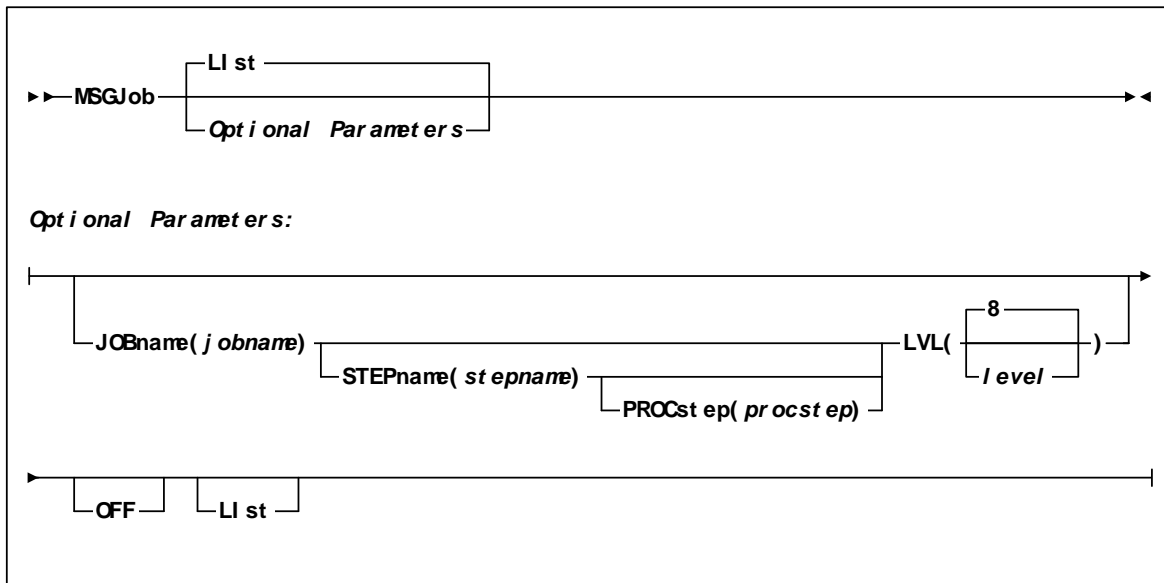 LIst
MSGJob
Optional Parameters
Optional Parameters:
8
JOBname(jobname) LVL( )
STEPname(stepname) level
PROCstep(procstep)
OFF LIst